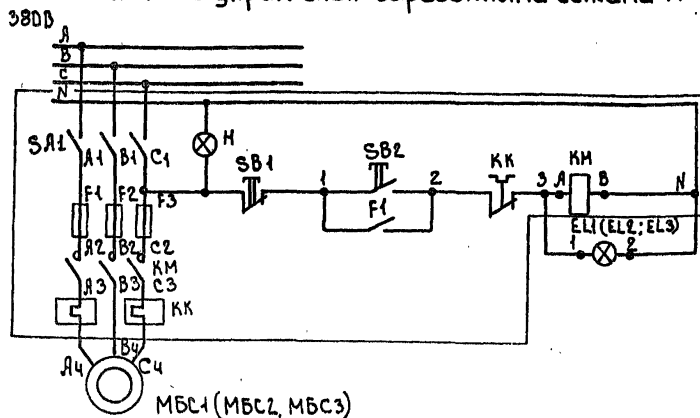 380В
A
B
C
N
SA1
A1
B1
C1
H
SB1
1
SB2
2
KK
3
A
KM
B
N
F1
F2
F3
F1
EL1 (EL2; EL3)
1
2
A2
B2
C2
KM
A3
B3
C3
KK
A4
B4
C4
МБС1 (МБС2, МБС3)